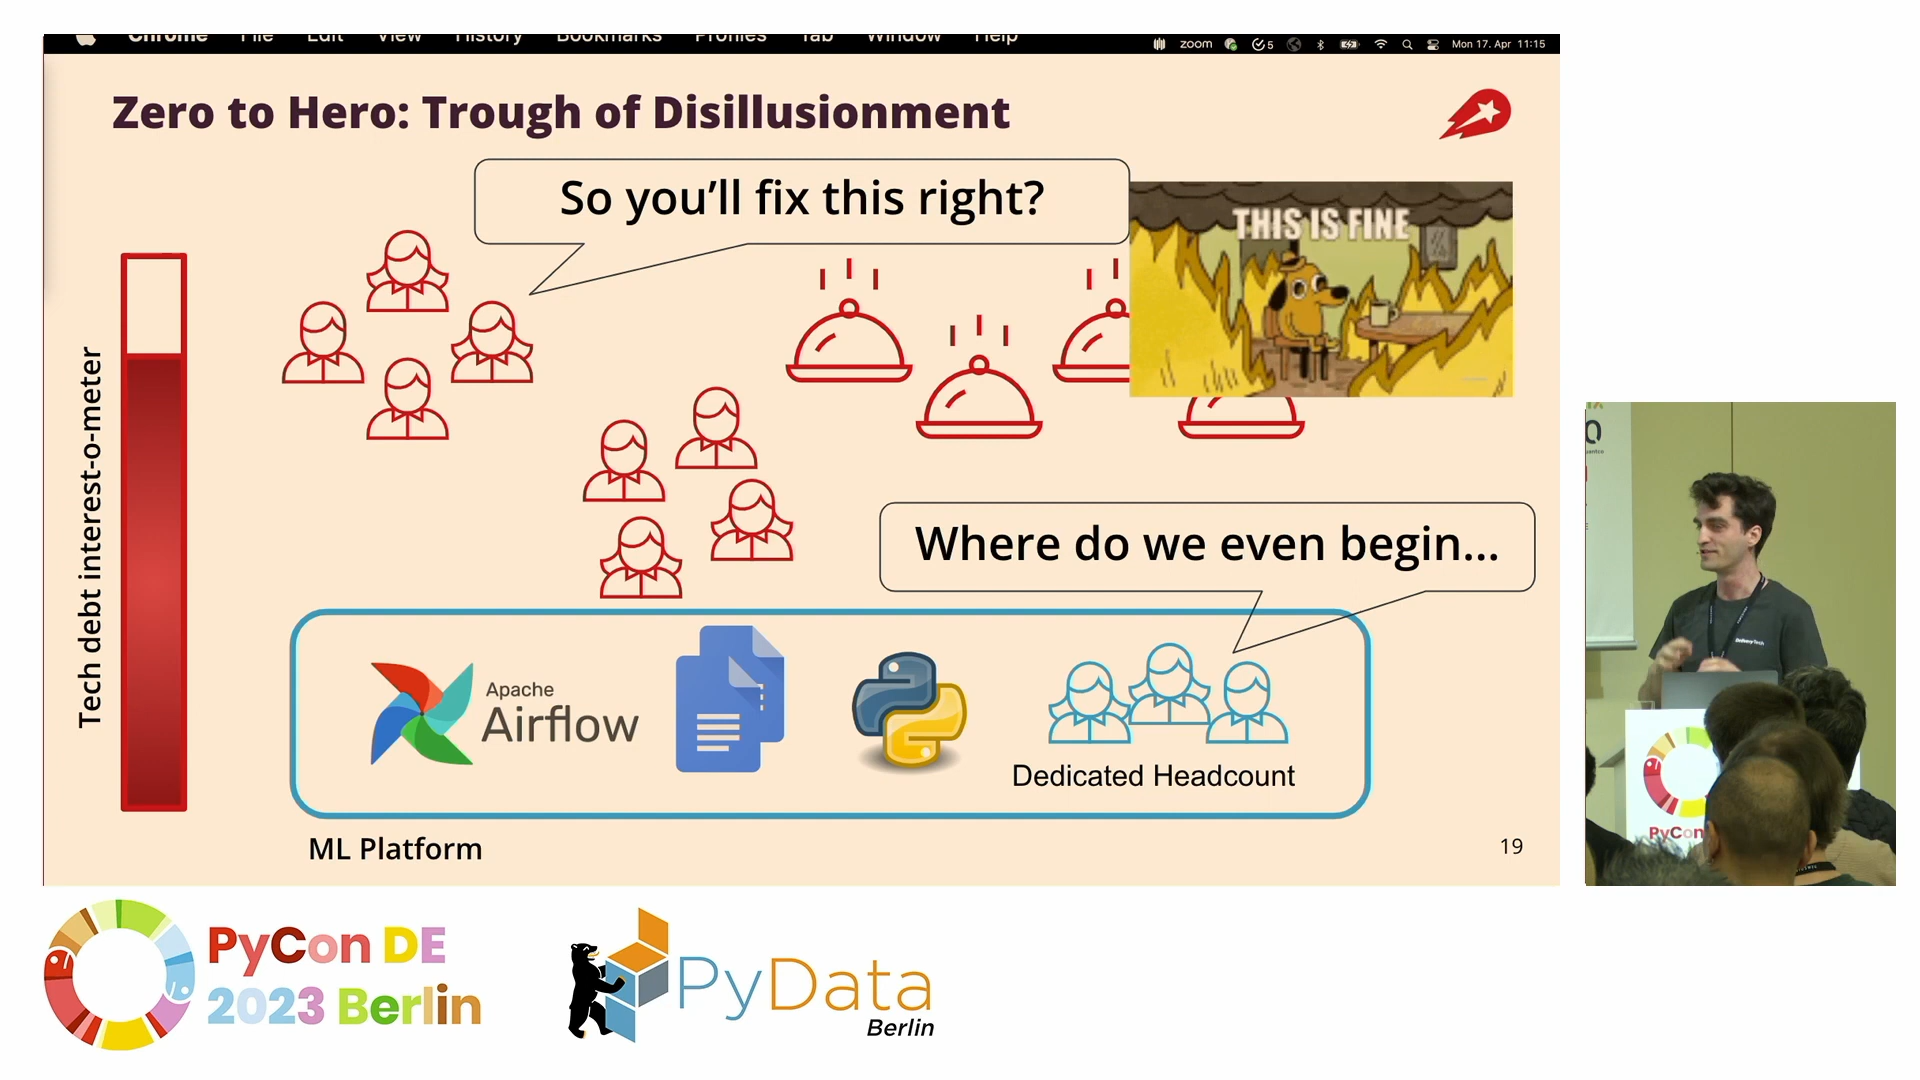 Chrome File Edit View History Bookmarks Profiles Tab Window Help
zoom 5 Mon 17. Apr 11:15
Zero to Hero: Trough of Disillusionment
So you'll fix this right?
THIS IS FINE
Tech debt interest-o-meter
Where do we even begin...
Apache
Airflow
Dedicated Headcount
ML Platform
19
PyCon
PyCon DE
2023 Berlin
PyData
Berlin